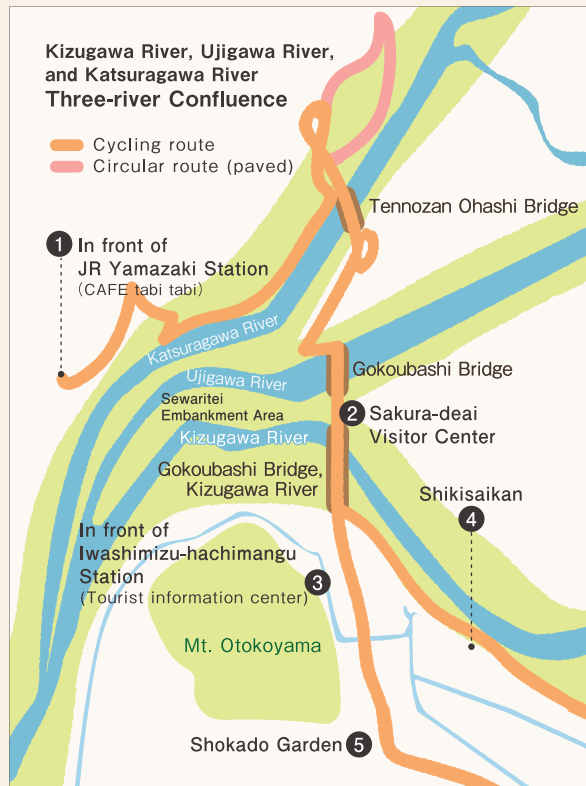 Kizugawa River, Ujigawa River,
and Katsuragawa River
Three-river Confluence
Cycling route
Circular route (paved)
Tennozan Ohashi Bridge
1 In front of
JR Yamazaki Station
(CAFE tabi tabi)
Katsuragawa River
Ujigawa River
Gokoubashi Bridge
Sewaritei
Embankment Area
2 Sakura-deai
Visitor Center
Kizugawa River
Gokoubashi Bridge,
Kizugawa River
Shikisaikan
4
In front of
Iwashimizu-hachimangu
Station
(Tourist information center) 3
Mt. Otokoyama
Shokado Garden 5